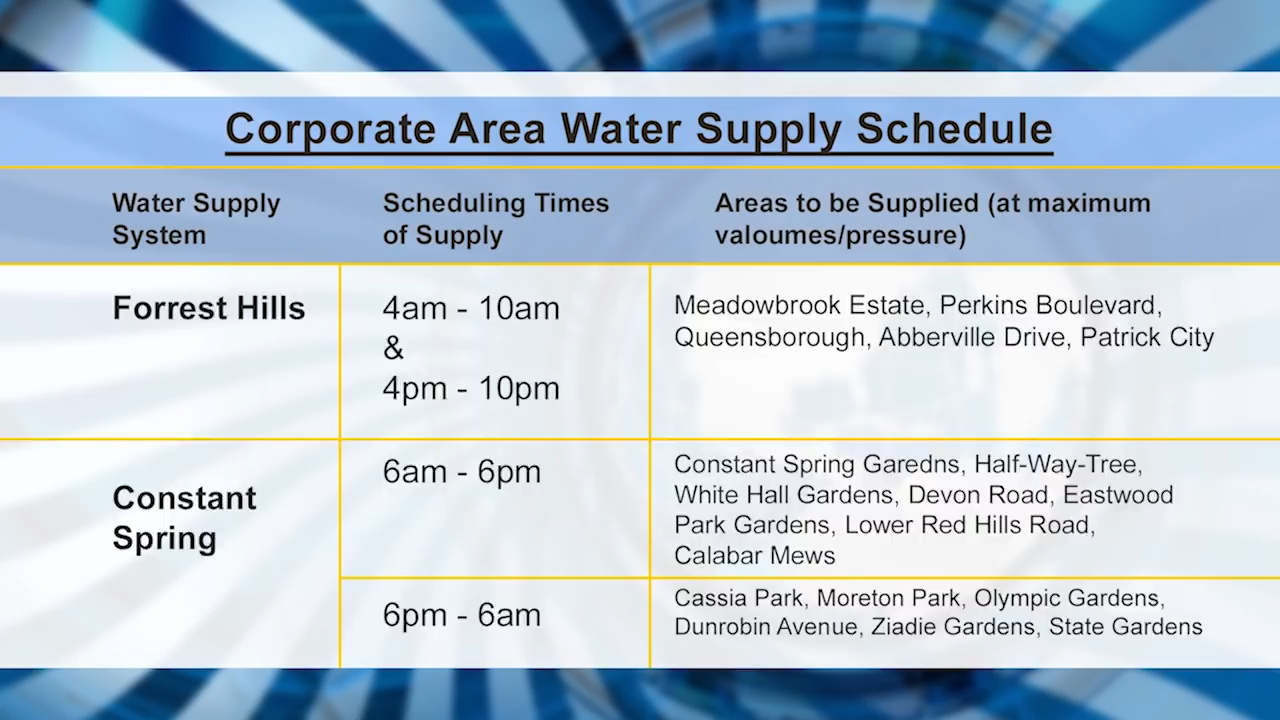 Corporate Area Water Supply Schedule
Water Supply System
Scheduling Times of Supply
Areas to be Supplied (at maximum valoumes/pressure)
Forrest Hills
4am - 10am
&
4pm - 10pm
Meadowbrook Estate, Perkins Boulevard,
Queensborough, Abberville Drive, Patrick City
Constant
Spring
6am - 6pm
Constant Spring Garedns, Half-Way-Tree,
White Hall Gardens, Devon Road, Eastwood
Park Gardens, Lower Red Hills Road,
Calabar Mews
6pm - 6am
Cassia Park, Moreton Park, Olympic Gardens,
Dunrobin Avenue, Ziadie Gardens, State Gardens